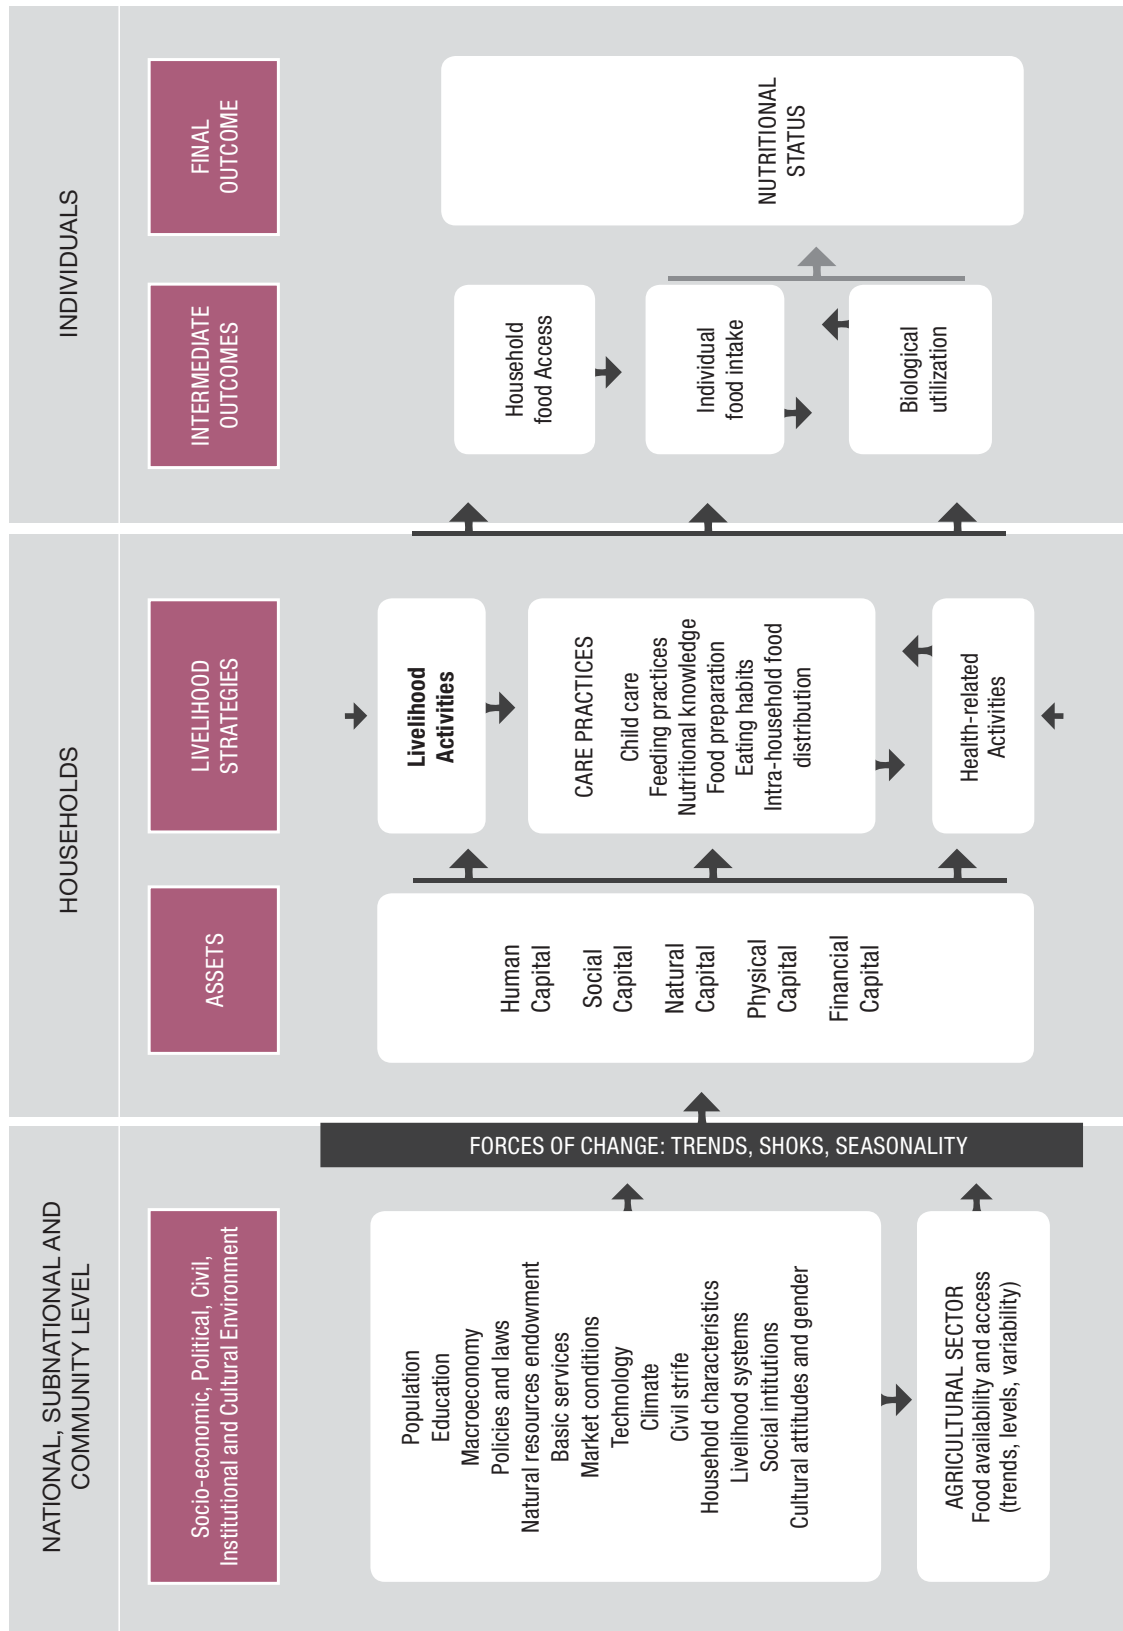 NATIONAL, SUBNATIONAL AND
COMMUNITY LEVEL
Socio-economic, Political, Civil,
Institutional and Cultural Environment
Population
Education
Macroeconomy
Policies and laws
Natural resources endowment
Basic services
Market conditions
Technology
Climate
Civil strife
Household characteristics
Livelihood systems
Social intitutions
Cultural attitudes and gender
AGRICULTURAL SECTOR
Food availability and access
(trends, levels, variability)
FORCES OF CHANGE: TRENDS, SHOKS, SEASONALITY
HOUSEHOLDS
ASSETS
Human
Capital
Social
Capital
Natural
Capital
Physical
Capital
Financial
Capital
LIVELIHOOD
STRATEGIES
Livelihood
Activities
CARE PRACTICES
Child care
Feeding practices
Nutritional knowledge
Food preparation
Eating habits
Intra-household food
distribution
Health-related
Activities
INDIVIDUALS
INTERMEDIATE
OUTCOMES
Household
food Access
Individual
food intake
Biological
utilization
FINAL
OUTCOME
NUTRITIONAL
STATUS